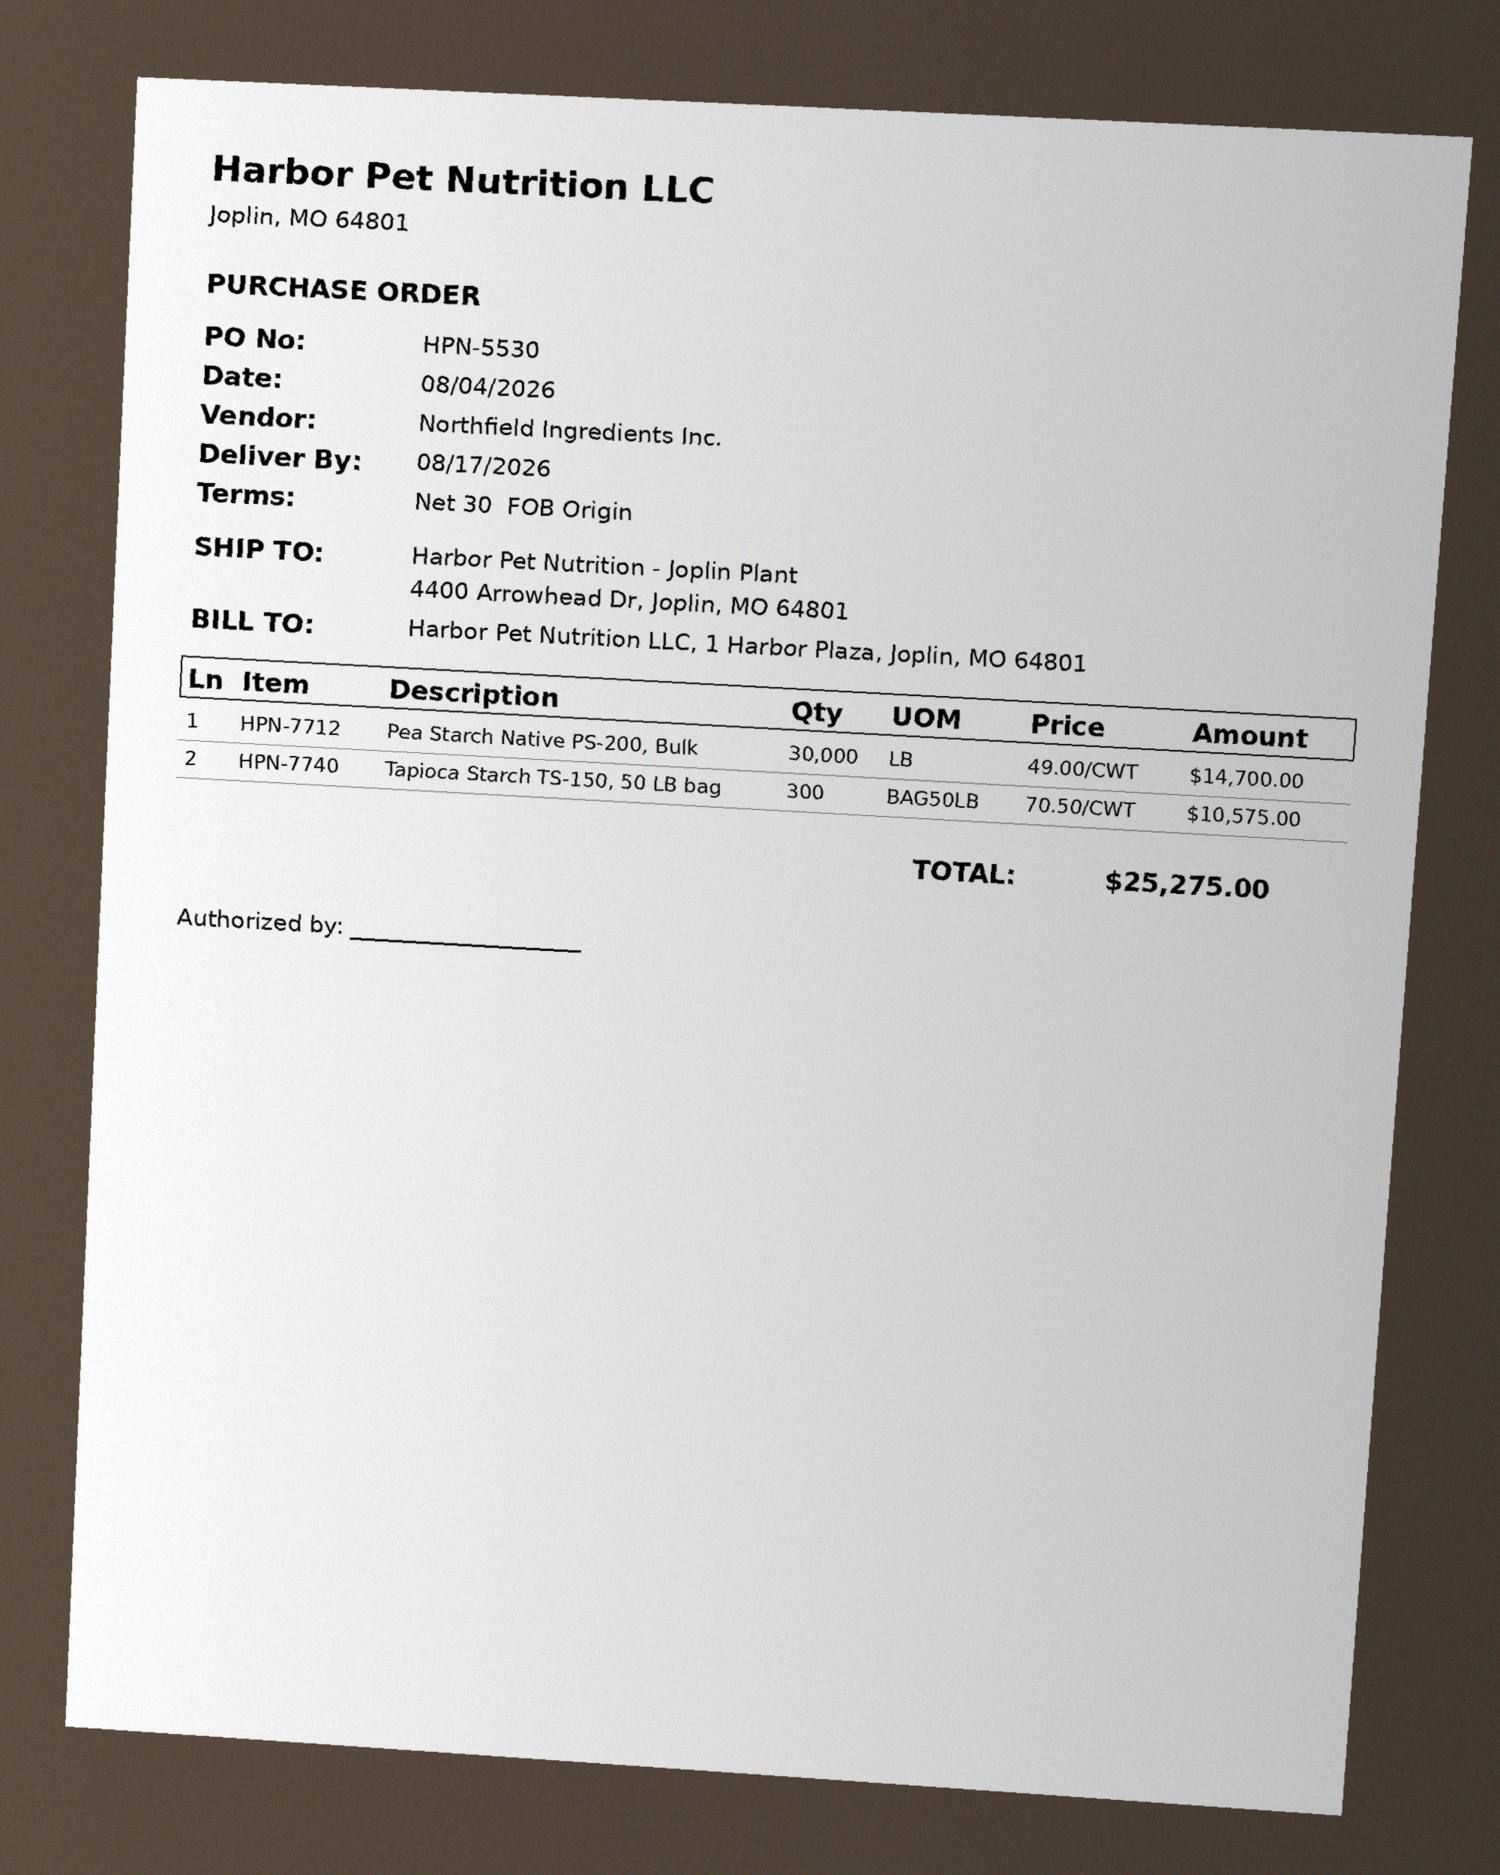 Harbor Pet Nutrition LLC
Joplin, MO 64801
PURCHASE ORDER
PO No: HPN-5530
Date: 08/04/2026
Vendor: Northfield Ingredients Inc.
Deliver By: 08/17/2026
Terms: Net 30  FOB Origin
SHIP TO: Harbor Pet Nutrition - Joplin Plant
4400 Arrowhead Dr, Joplin, MO 64801
BILL TO: Harbor Pet Nutrition LLC, 1 Harbor Plaza, Joplin, MO 64801
Ln Item Description Qty UOM Price Amount
1 HPN-7712 Pea Starch Native PS-200, Bulk 30,000 LB 49.00/CWT $14,700.00
2 HPN-7740 Tapioca Starch TS-150, 50 LB bag 300 BAG50LB 70.50/CWT $10,575.00
TOTAL: $25,275.00
Authorized by: ____________________